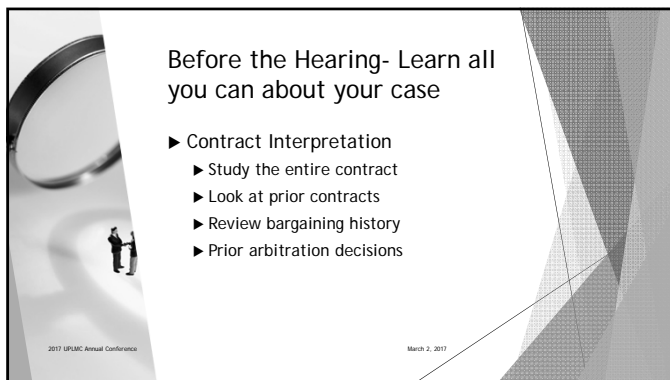 Before the Hearing- Learn all
you can about your case
▶ Contract Interpretation
▶ Study the entire contract
▶ Look at prior contracts
▶ Review bargaining history
▶ Prior arbitration decisions
2017 UPLMC Annual Conference
March 2, 2017